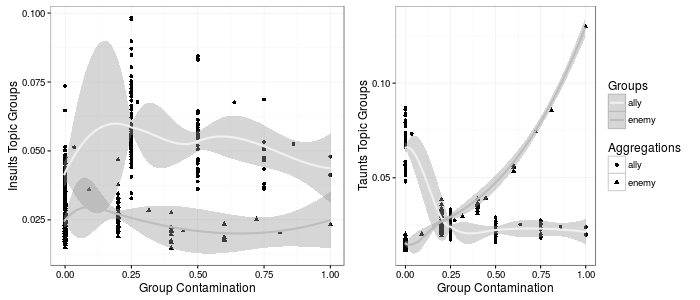 Insults Topic Groups
0.100
0.075
0.050
0.025
0.00 0.25 0.50 0.75 1.00
Group Contamination
Taunts Topic Groups
0.10
0.05
0.00 0.25 0.50 0.75 1.00
Group Contamination
Groups
ally
enemy
Aggregations
ally
enemy